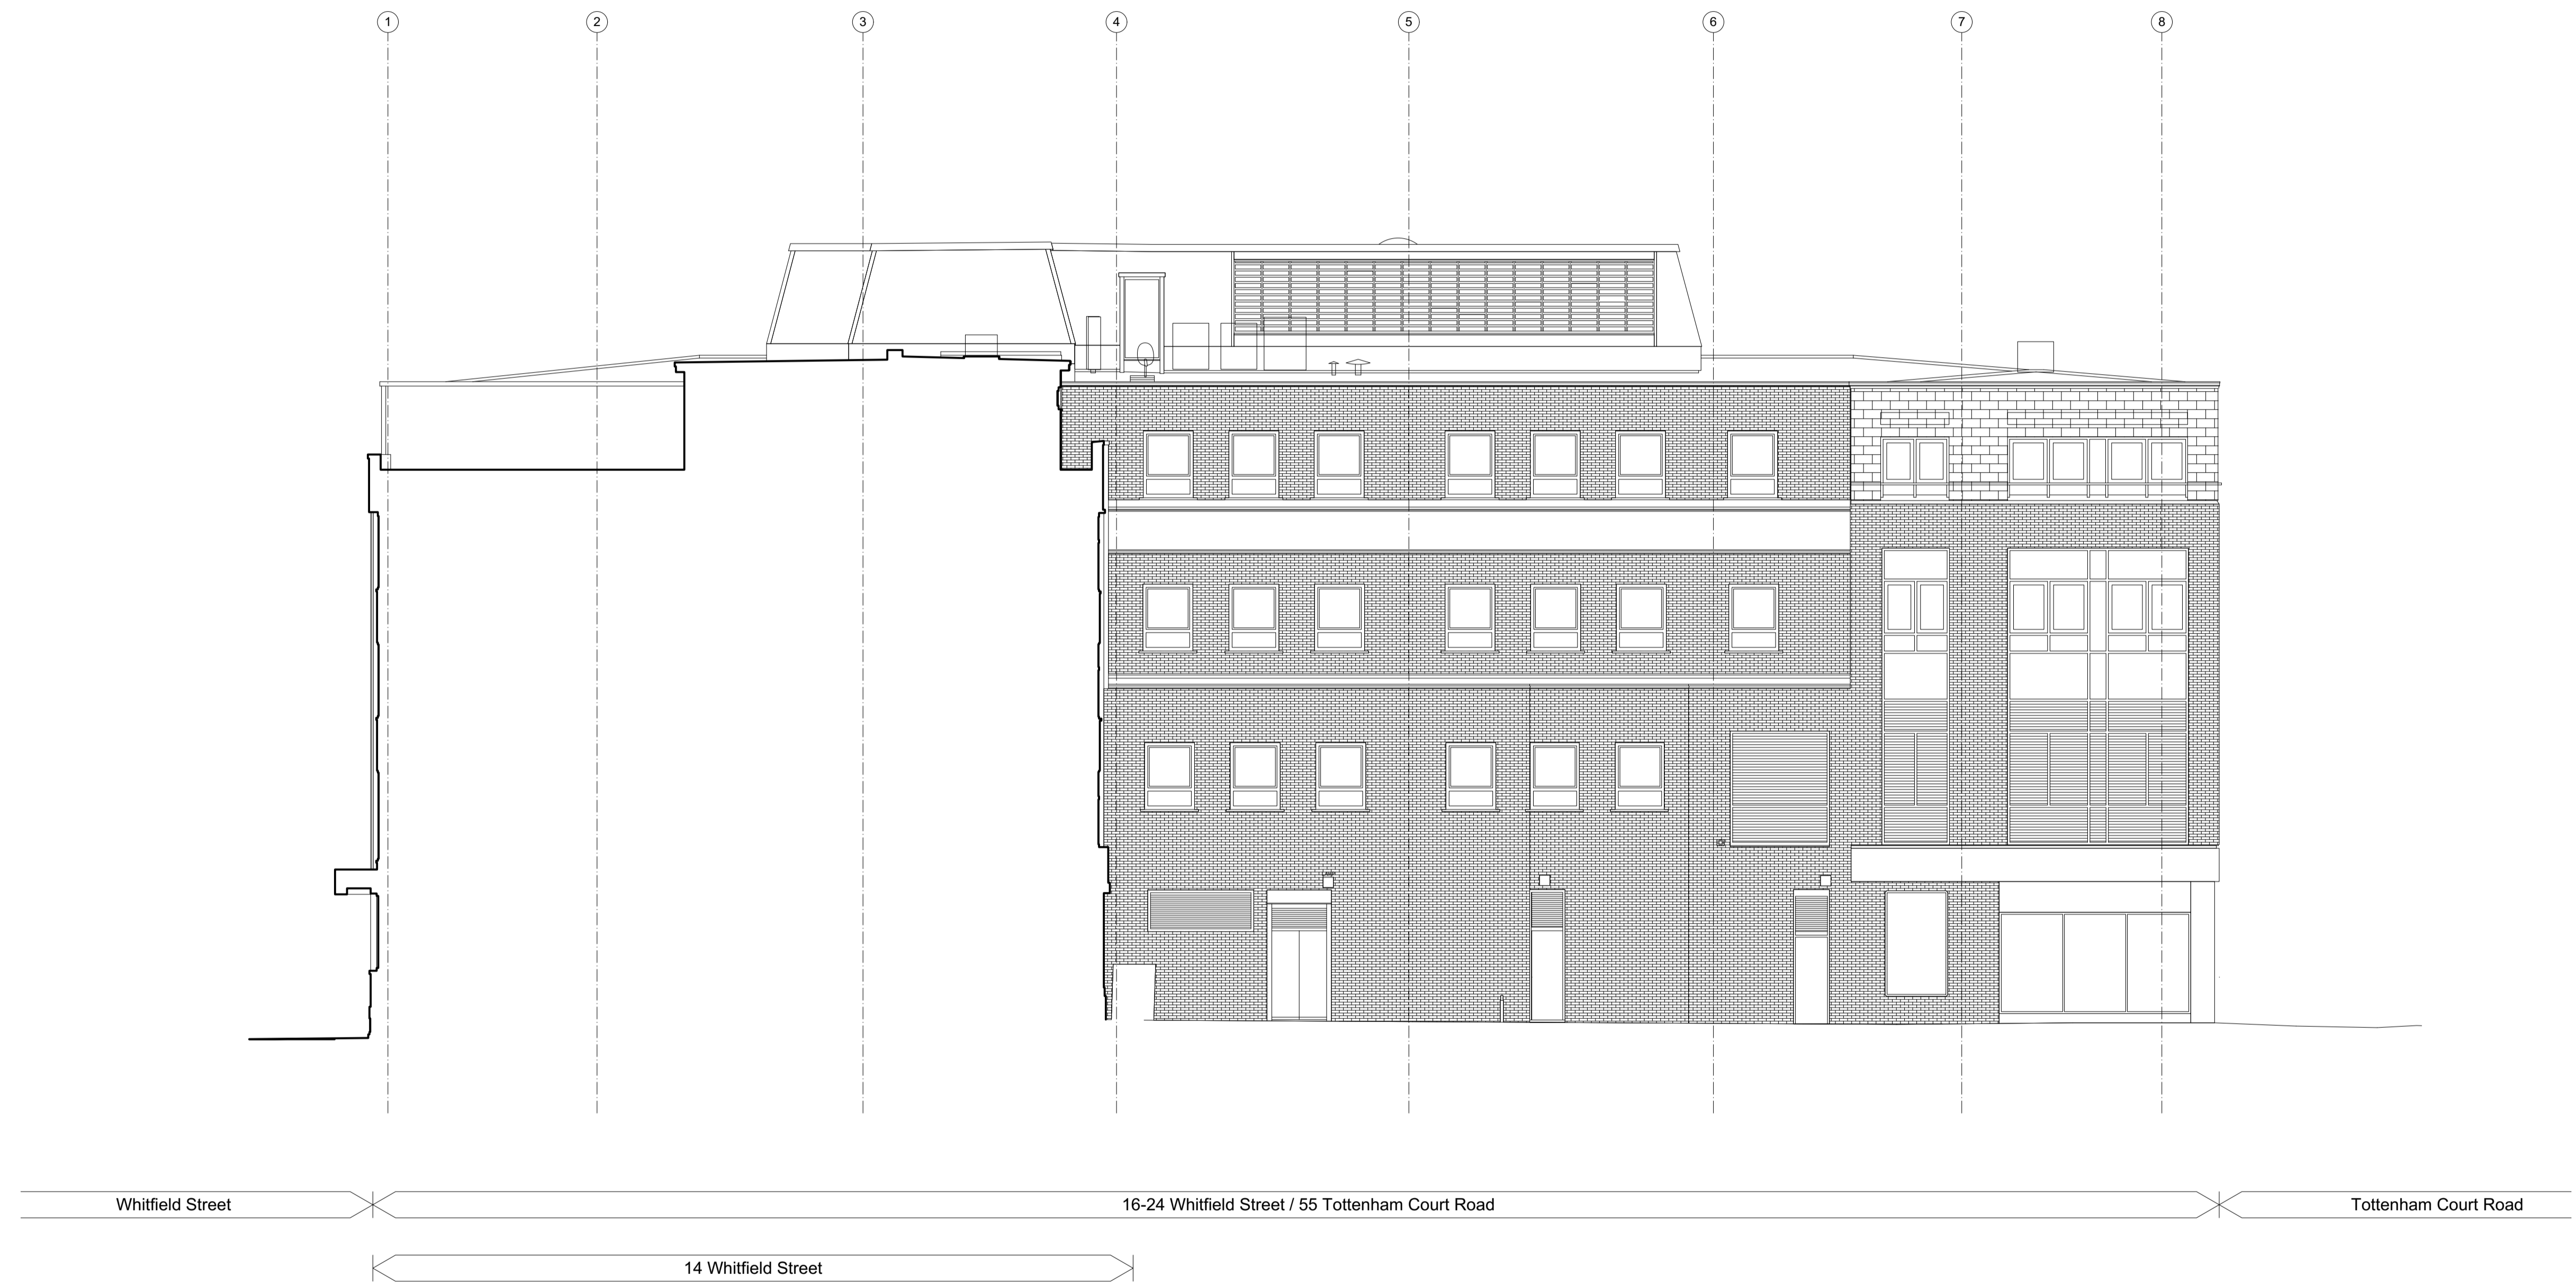 1 2 3 4 5 6 7 8
Whitfield Street 16-24 Whitfield Street / 55 Tottenham Court Road Tottenham Court Road
14 Whitfield Street